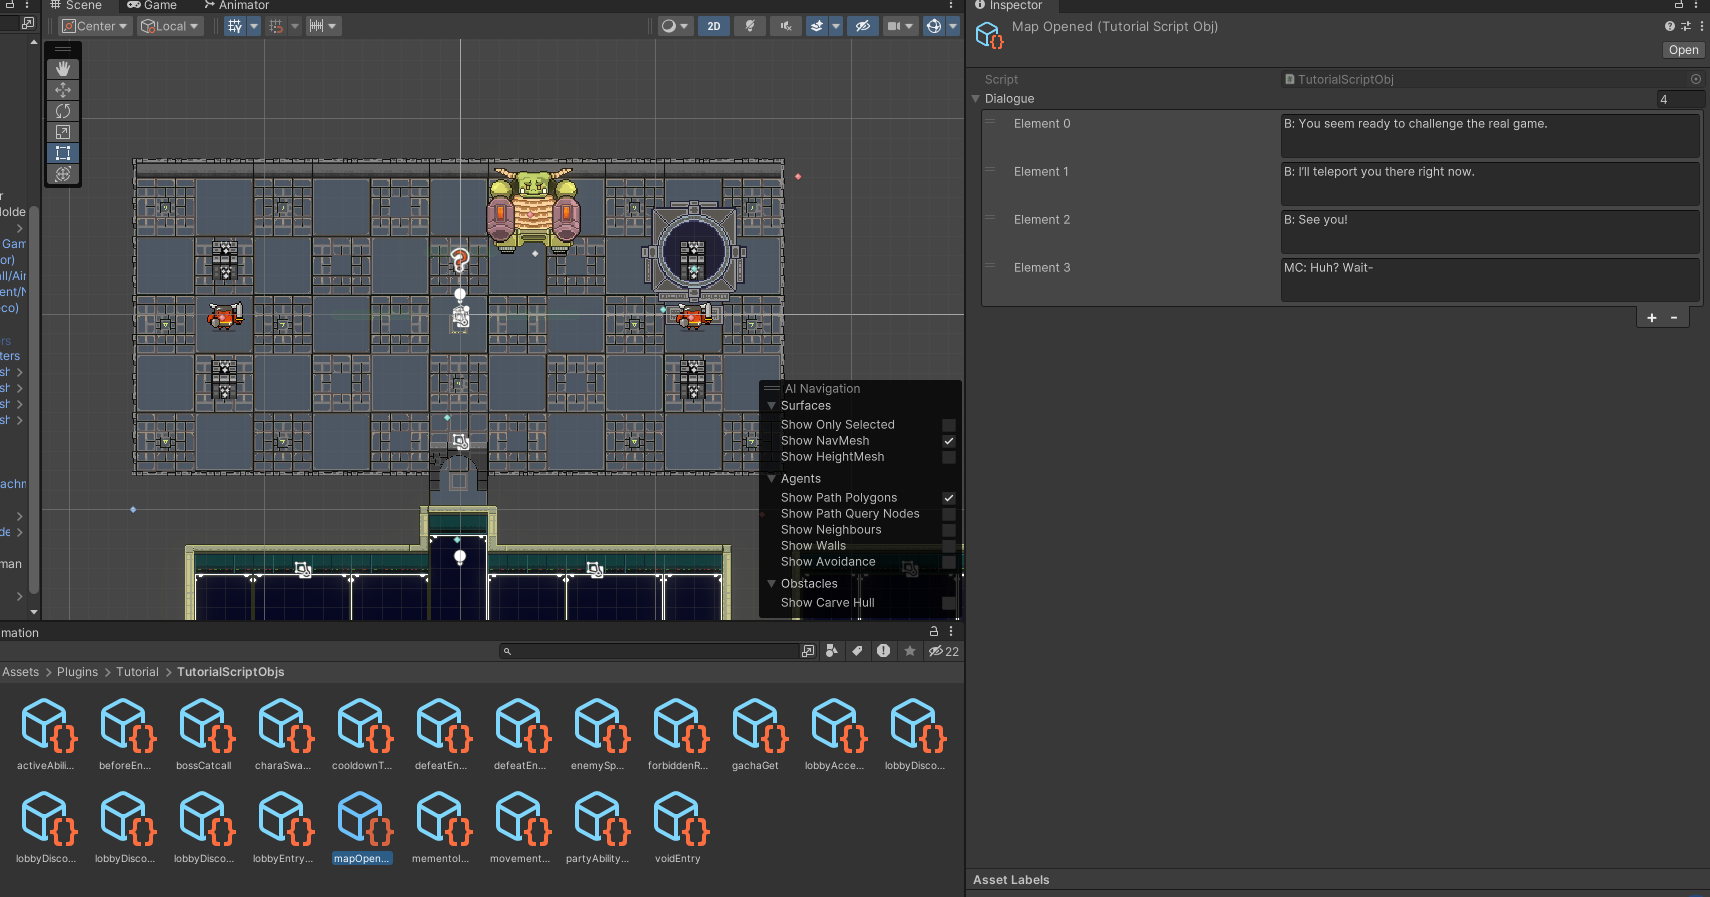 Scene Game Animator
Center Local 2D
r
olde
Gam
or)
all/Air
ent/N
eco)
rs
ters
sh
sh
sh
sh
achn
de
man
AI Navigation
Surfaces
Show Only Selected
Show NavMesh
Show HeightMesh
Agents
Show Path Polygons
Show Path Query Nodes
Show Neighbours
Show Walls
Show Avoidance
Obstacles
Show Carve Hull
mation
22
Assets > Plugins > Tutorial > TutorialScriptObjs
activeAbili... beforeEn... bossCatcall charaSwa... cooldownT... defeatEn... defeatEn... enemySp... forbiddenR... gachaGet lobbyAcce... lobbyDisco...
lobbyDisco... lobbyDisco... lobbyDisco... lobbyEntry... mapOpen... mementoI... movement... partyAbility... voidEntry
Inspector
Map Opened (Tutorial Script Obj)
Open
Script TutorialScriptObj
Dialogue 4
Element 0 B: You seem ready to challenge the real game.
Element 1 B: I'll teleport you there right now.
Element 2 B: See you!
Element 3 MC: Huh? Wait-
+ -
Asset Labels